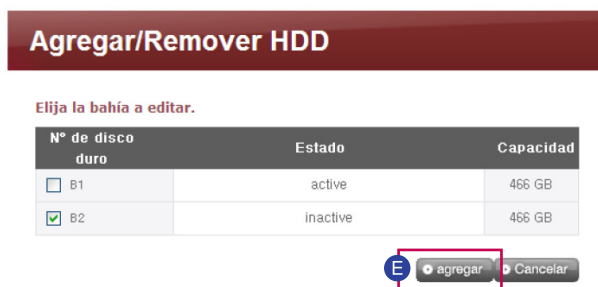 Agregar/Remover HDD
Elija la bahía a editar.
Nº de disco duro Estado Capacidad
B1 active 466 GB
B2 inactive 466 GB
E agregar Cancelar